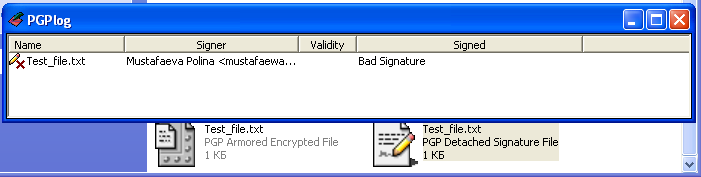 PGPlog
Name Signer Validity Signed
Test_file.txt Mustafaeva Polina <mustafaewa... Bad Signature
Test_file.txt Test_file.txt
PGP Armored Encrypted File PGP Detached Signature File
1 КБ 1 КБ